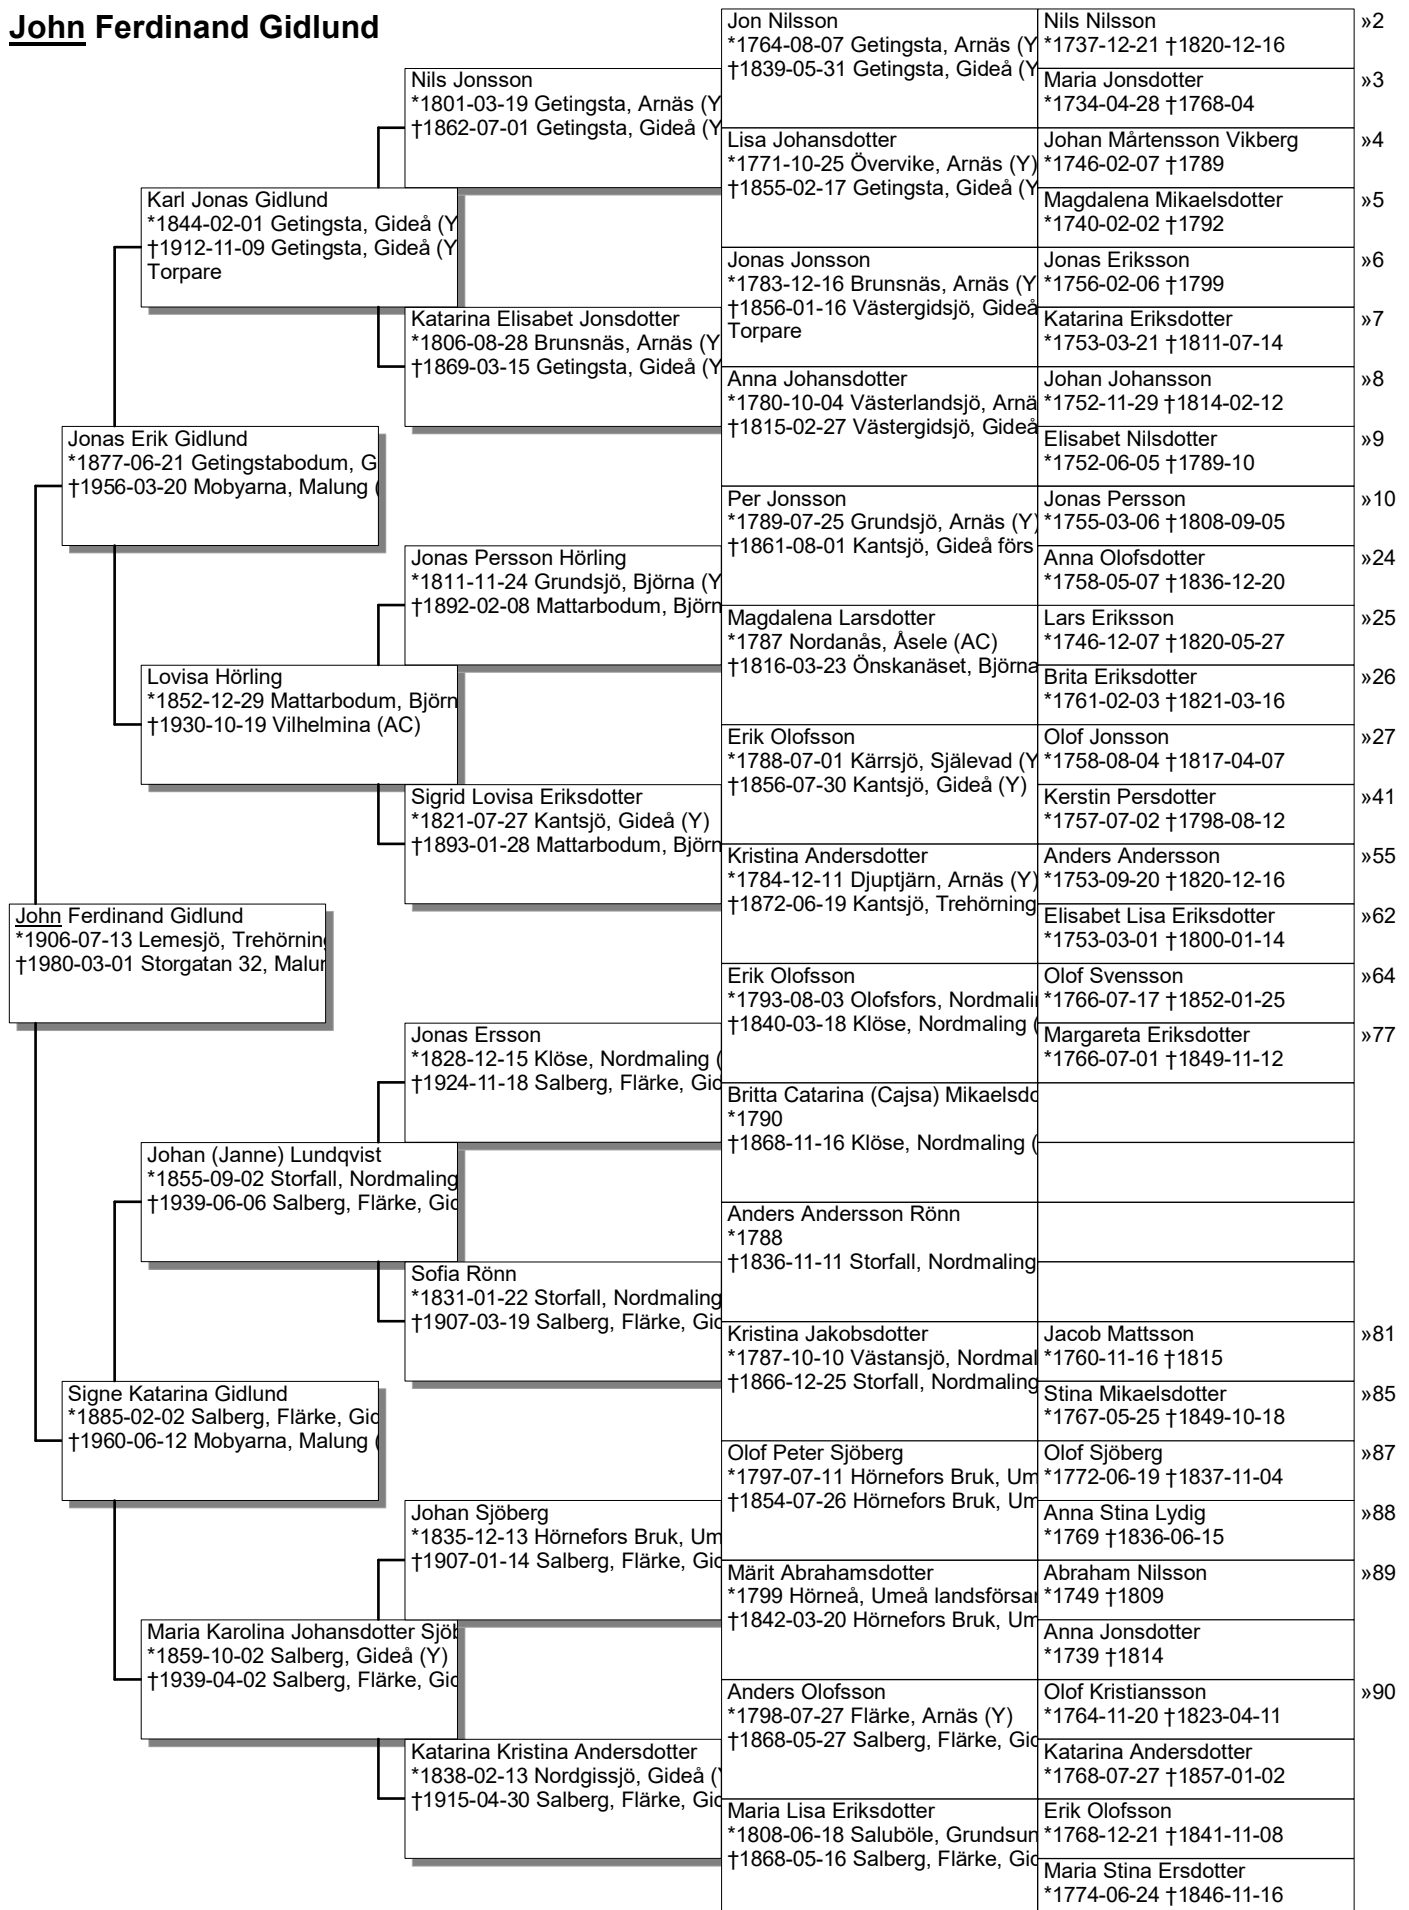 John Ferdinand Gidlund
John Ferdinand Gidlund
*1906-07-13 Lemesjö, Trehörnin
†1980-03-01 Storgatan 32, Malun
Jonas Erik Gidlund
*1877-06-21 Getingstabodum, G
†1956-03-20 Mobyarna, Malung (
Signe Katarina Gidlund
*1885-02-02 Salberg, Flärke, Gid
†1960-06-12 Mobyarna, Malung (
Karl Jonas Gidlund
*1844-02-01 Getingsta, Gideå (Y
†1912-11-09 Getingsta, Gideå (Y
Torpare
Lovisa Hörling
*1852-12-29 Mattarbodum, Björn
†1930-10-19 Vilhelmina (AC)
Johan (Janne) Lundqvist
*1855-09-02 Storfall, Nordmaling
†1939-06-06 Salberg, Flärke, Gid
Maria Karolina Johansdotter Sjöb
*1859-10-02 Salberg, Gideå (Y)
†1939-04-02 Salberg, Flärke, Gid
Nils Jonsson
*1801-03-19 Getingsta, Arnäs (Y
†1862-07-01 Getingsta, Gideå (Y
Katarina Elisabet Jonsdotter
*1806-08-28 Brunsnäs, Arnäs (Y
†1869-03-15 Getingsta, Gideå (Y
Jonas Persson Hörling
*1811-11-24 Grundsjö, Björna (Y
†1892-02-08 Mattarbodum, Björn
Sigrid Lovisa Eriksdotter
*1821-07-27 Kantsjö, Gideå (Y)
†1893-01-28 Mattarbodum, Björn
Jonas Ersson
*1828-12-15 Klöse, Nordmaling (
†1924-11-18 Salberg, Flärke, Gid
Sofia Rönn
*1831-01-22 Storfall, Nordmaling
†1907-03-19 Salberg, Flärke, Gid
Johan Sjöberg
*1835-12-13 Hörnefors Bruk, Um
†1907-01-14 Salberg, Flärke, Gid
Katarina Kristina Andersdotter
*1838-02-13 Nordgissjö, Gideå (
†1915-04-30 Salberg, Flärke, Gid
Jon Nilsson
*1764-08-07 Getingsta, Arnäs (Y
†1839-05-31 Getingsta, Gideå (Y
Lisa Johansdotter
*1771-10-25 Övervike, Arnäs (Y)
†1855-02-17 Getingsta, Gideå (Y
Jonas Jonsson
*1783-12-16 Brunsnäs, Arnäs (Y
†1856-01-16 Västergidsjö, Gideå
Torpare
Anna Johansdotter
*1780-10-04 Västerlandsjö, Arnä
†1815-02-27 Västergidsjö, Gideå
Per Jonsson
*1789-07-25 Grundsjö, Arnäs (Y)
†1861-08-01 Kantsjö, Gideå förs
Magdalena Larsdotter
*1787 Nordanås, Åsele (AC)
†1816-03-23 Önskanäset, Björna
Erik Olofsson
*1788-07-01 Kärrsjö, Själevad (Y
†1856-07-30 Kantsjö, Gideå (Y)
Kristina Andersdotter
*1784-12-11 Djuptjärn, Arnäs (Y)
†1872-06-19 Kantsjö, Trehörning
Erik Olofsson
*1793-08-03 Olofsfors, Nordmalin
†1840-03-18 Klöse, Nordmaling (
Britta Catarina (Cajsa) Mikaelsdo
*1790
†1868-11-16 Klöse, Nordmaling (
Anders Andersson Rönn
*1788
†1836-11-11 Storfall, Nordmaling
Kristina Jakobsdotter
*1787-10-10 Västansjö, Nordmal
†1866-12-25 Storfall, Nordmaling
Olof Peter Sjöberg
*1797-07-11 Hörnefors Bruk, Um
†1854-07-26 Hörnefors Bruk, Um
Märit Abrahamsdotter
*1799 Hörneå, Umeå landsförsam
†1842-03-20 Hörnefors Bruk, Um
Anders Olofsson
*1798-07-27 Flärke, Arnäs (Y)
†1868-05-27 Salberg, Flärke, Gid
Maria Lisa Eriksdotter
*1808-06-18 Saluböle, Grundsun
†1868-05-16 Salberg, Flärke, Gid
Nils Nilsson »2
*1737-12-21 †1820-12-16
Maria Jonsdotter »3
*1734-04-28 †1768-04
Johan Mårtensson Vikberg »4
*1746-02-07 †1789
Magdalena Mikaelsdotter »5
*1740-02-02 †1792
Jonas Eriksson »6
*1756-02-06 †1799
Katarina Eriksdotter »7
*1753-03-21 †1811-07-14
Johan Johansson »8
*1752-11-29 †1814-02-12
Elisabet Nilsdotter »9
*1752-06-05 †1789-10
Jonas Persson »10
*1755-03-06 †1808-09-05
Anna Olofsdotter »24
*1758-05-07 †1836-12-20
Lars Eriksson »25
*1746-12-07 †1820-05-27
Brita Eriksdotter »26
*1761-02-03 †1821-03-16
Olof Jonsson »27
*1758-08-04 †1817-04-07
Kerstin Persdotter »41
*1757-07-02 †1798-08-12
Anders Andersson »55
*1753-09-20 †1820-12-16
Elisabet Lisa Eriksdotter »62
*1753-03-01 †1800-01-14
Olof Svensson »64
*1766-07-17 †1852-01-25
Margareta Eriksdotter »77
*1766-07-01 †1849-11-12
Jacob Mattsson »81
*1760-11-16 †1815
Stina Mikaelsdotter »85
*1767-05-25 †1849-10-18
Olof Sjöberg »87
*1772-06-19 †1837-11-04
Anna Stina Lydig »88
*1769 †1836-06-15
Abraham Nilsson »89
*1749 †1809
Anna Jonsdotter
*1739 †1814
Olof Kristiansson »90
*1764-11-20 †1823-04-11
Katarina Andersdotter
*1768-07-27 †1857-01-02
Erik Olofsson
*1768-12-21 †1841-11-08
Maria Stina Ersdotter
*1774-06-24 †1846-11-16